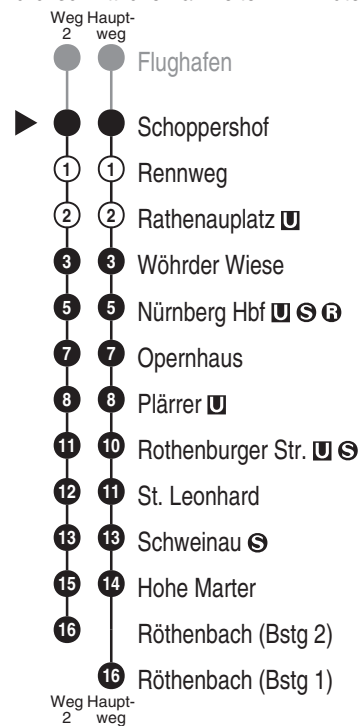 Weg Haupt-
2 weg
Flughafen
Schoppershof
1 1 Rennweg
2 2 Rathenauplatz U
3 3 Wöhrder Wiese
5 5 Nürnberg Hbf U S R
7 7 Opernhaus
8 8 Plärrer U
11 10 Rothenburger Str. U S
12 11 St. Leonhard
13 13 Schweinau S
15 14 Hohe Marter
16 Röthenbach (Bstg 2)
16 Röthenbach (Bstg 1)
Weg Haupt-
2 weg